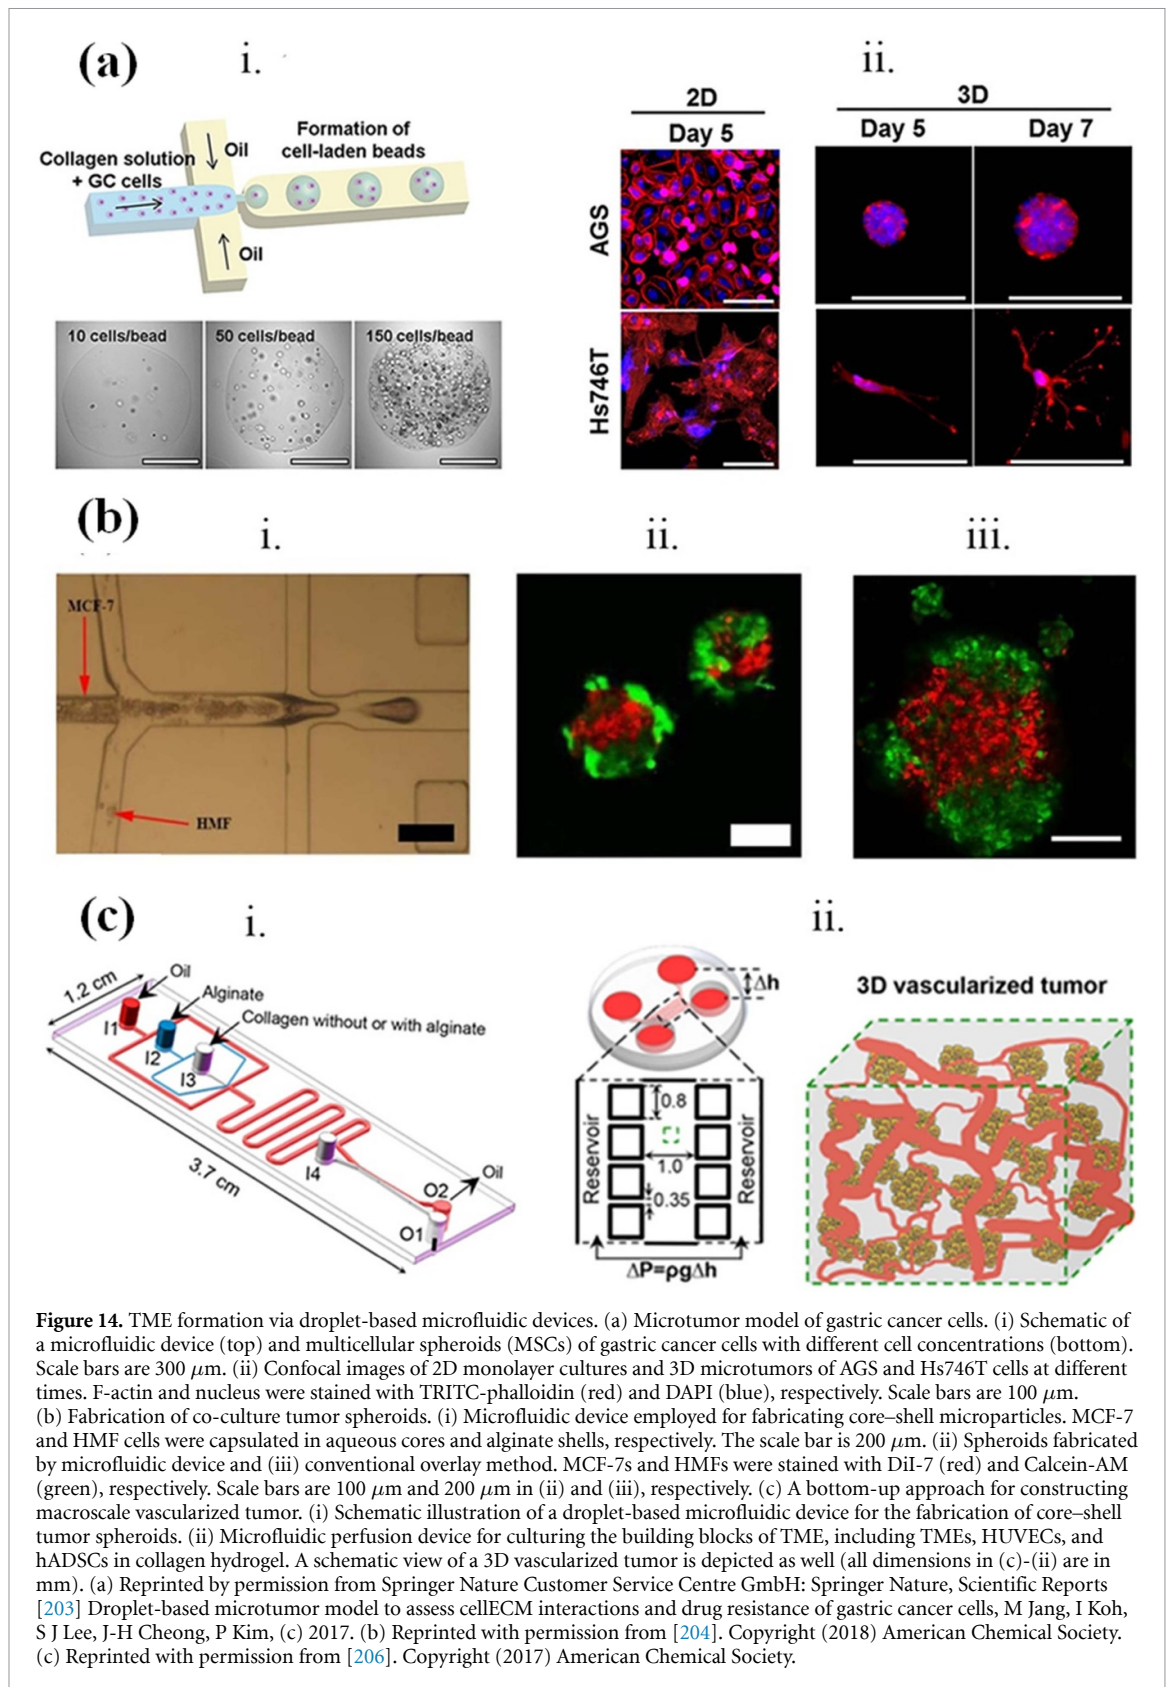 (a)
i.
ii.
Collagen solution
+ GC cells
Oil
Oil
Formation of
cell-laden beads
10 cells/bead
50 cells/bead
150 cells/bead
2D
3D
Day 5
Day 5
Day 7
AGS
Hs746T
(b)
i.
ii.
iii.
MCF-7
HMF
(c)
i.
ii.
1.2 cm
Oil
Alginate
Collagen without or with alginate
I1
I2
I3
I4
3.7 cm
O2
Oil
O1
Δh
Reservoir
0.8
1.0
0.35
Reservoir
ΔP=ρgΔh
3D vascularized tumor
Figure 14. TME formation via droplet-based microfluidic devices. (a) Microtumor model of gastric cancer cells. (i) Schematic of
a microfluidic device (top) and multicellular spheroids (MSCs) of gastric cancer cells with different cell concentrations (bottom).
Scale bars are 300 μm. (ii) Confocal images of 2D monolayer cultures and 3D microtumors of AGS and Hs746T cells at different
times. F-actin and nucleus were stained with TRITC-phalloidin (red) and DAPI (blue), respectively. Scale bars are 100 μm.
(b) Fabrication of co-culture tumor spheroids. (i) Microfluidic device employed for fabricating core–shell microparticles. MCF-7
and HMF cells were capsulated in aqueous cores and alginate shells, respectively. The scale bar is 200 μm. (ii) Spheroids fabricated
by microfluidic device and (iii) conventional overlay method. MCF-7s and HMFs were stained with DiI-7 (red) and Calcein-AM
(green), respectively. Scale bars are 100 μm and 200 μm in (ii) and (iii), respectively. (c) A bottom-up approach for constructing
macroscale vascularized tumor. (i) Schematic illustration of a droplet-based microfluidic device for the fabrication of core–shell
tumor spheroids. (ii) Microfluidic perfusion device for culturing the building blocks of TME, including TMEs, HUVECs, and
hADSCs in collagen hydrogel. A schematic view of a 3D vascularized tumor is depicted as well (all dimensions in (c)-(ii) are in
mm). (a) Reprinted by permission from Springer Nature Customer Service Centre GmbH: Springer Nature, Scientific Reports
[203] Droplet-based microtumor model to assess cellECM interactions and drug resistance of gastric cancer cells, M Jang, I Koh,
S J Lee, J-H Cheong, P Kim, (c) 2017. (b) Reprinted with permission from [204]. Copyright (2018) American Chemical Society.
(c) Reprinted with permission from [206]. Copyright (2017) American Chemical Society.